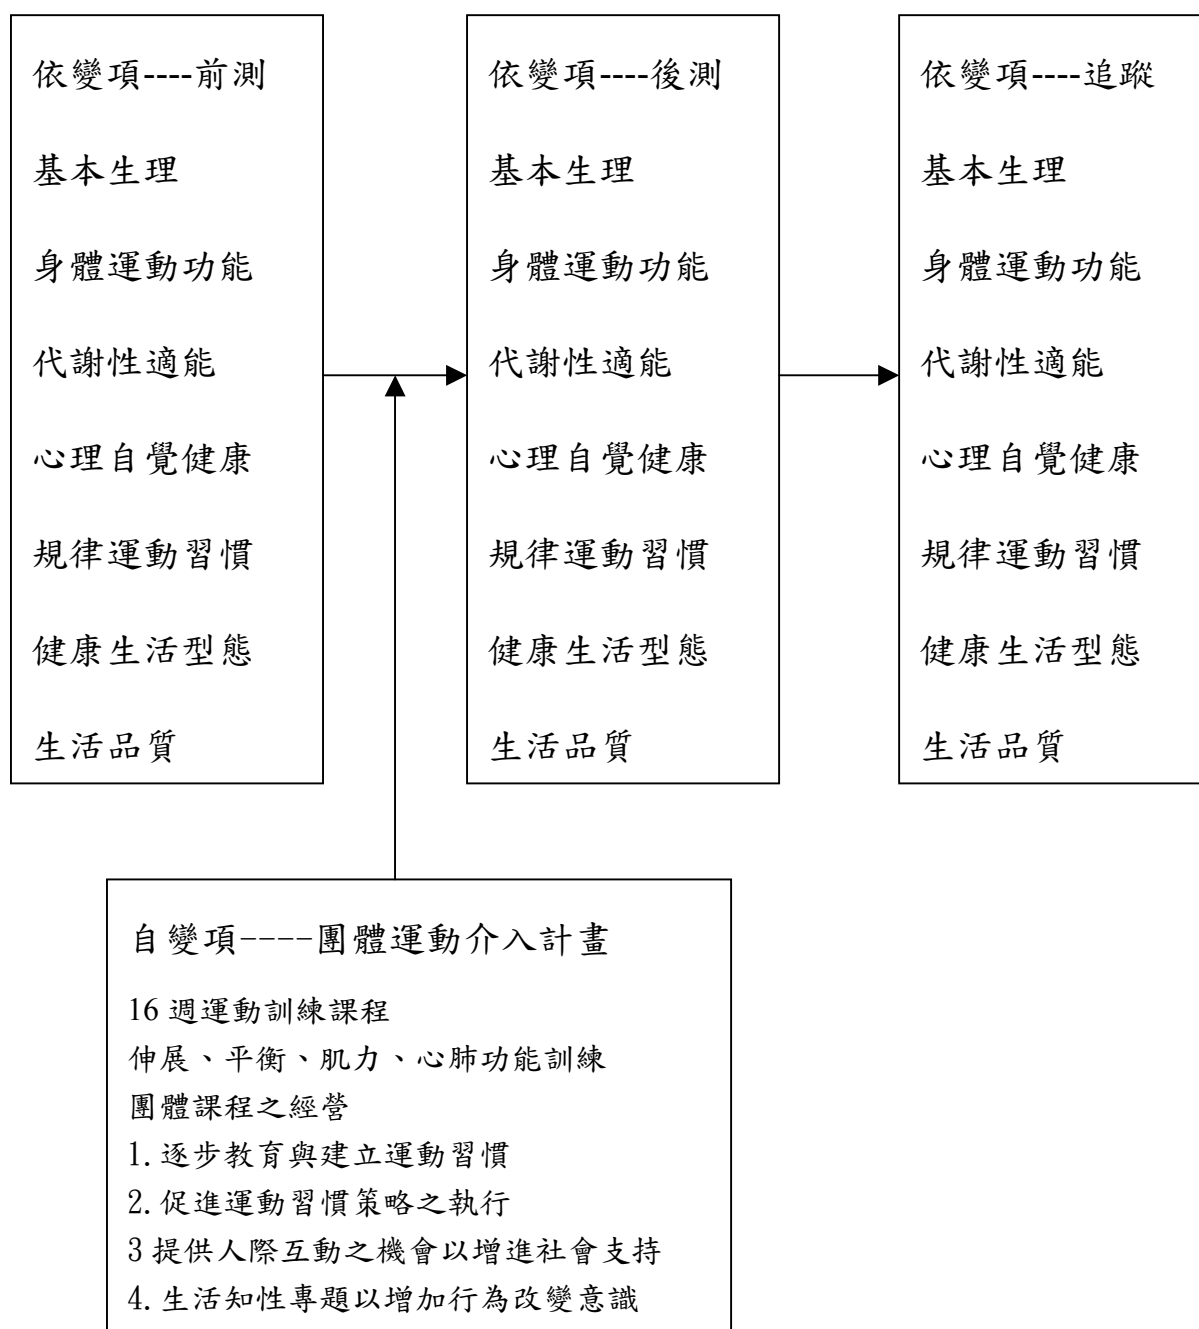 依變項----前測
基本生理
身體運動功能
代謝性適能
心理自覺健康
規律運動習慣
健康生活型態
生活品質
依變項----後測
基本生理
身體運動功能
代謝性適能
心理自覺健康
規律運動習慣
健康生活型態
生活品質
依變項----追蹤
基本生理
身體運動功能
代謝性適能
心理自覺健康
規律運動習慣
健康生活型態
生活品質
自變項----團體運動介入計畫
16 週運動訓練課程
伸展、平衡、肌力、心肺功能訓練
團體課程之經營
1.逐步教育與建立運動習慣
2.促進運動習慣策略之執行
3 提供人際互動之機會以增進社會支持
4.生活知性專題以增加行為改變意識